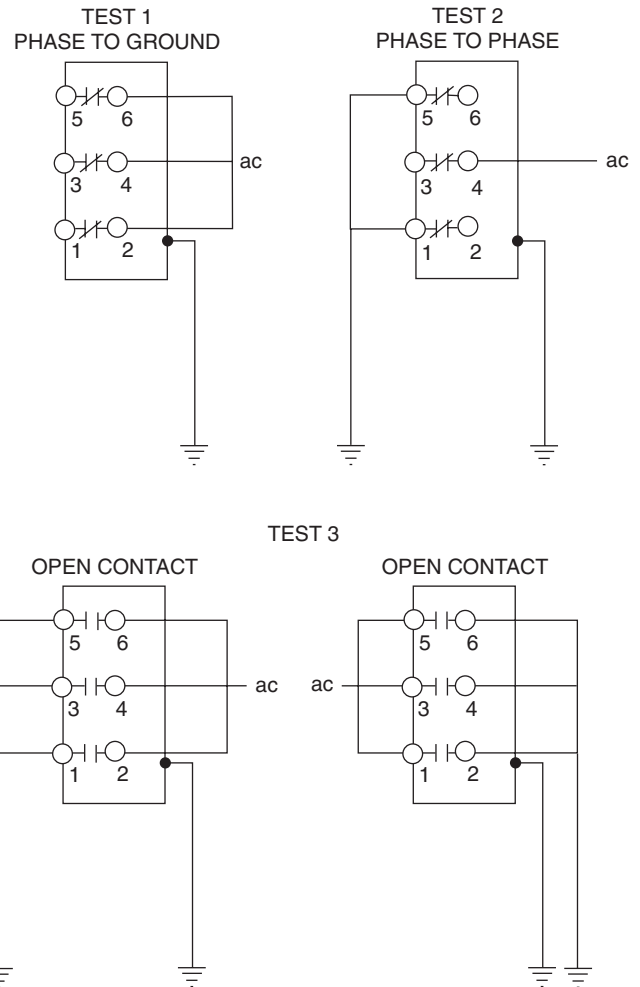 TEST 1
PHASE TO GROUND
5 6
3 4
1 2
ac
TEST 2
PHASE TO PHASE
5 6
3 4
1 2
ac
TEST 3
OPEN CONTACT
5 6
3 4
1 2
ac
OPEN CONTACT
ac
5 6
3 4
1 2